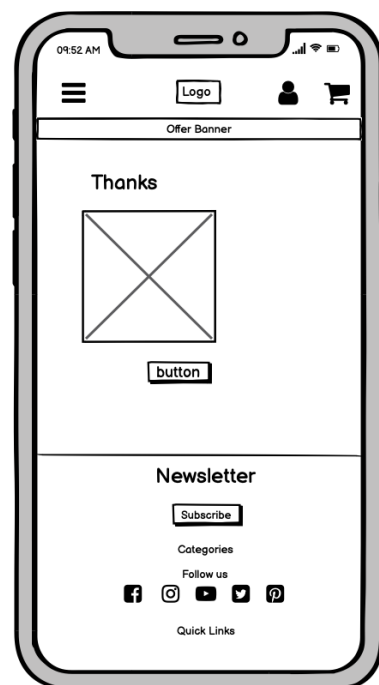 09:52 AM
Logo
Offer Banner
Thanks
button
Newsletter
Subscribe
Categories
Follow us
Quick Links